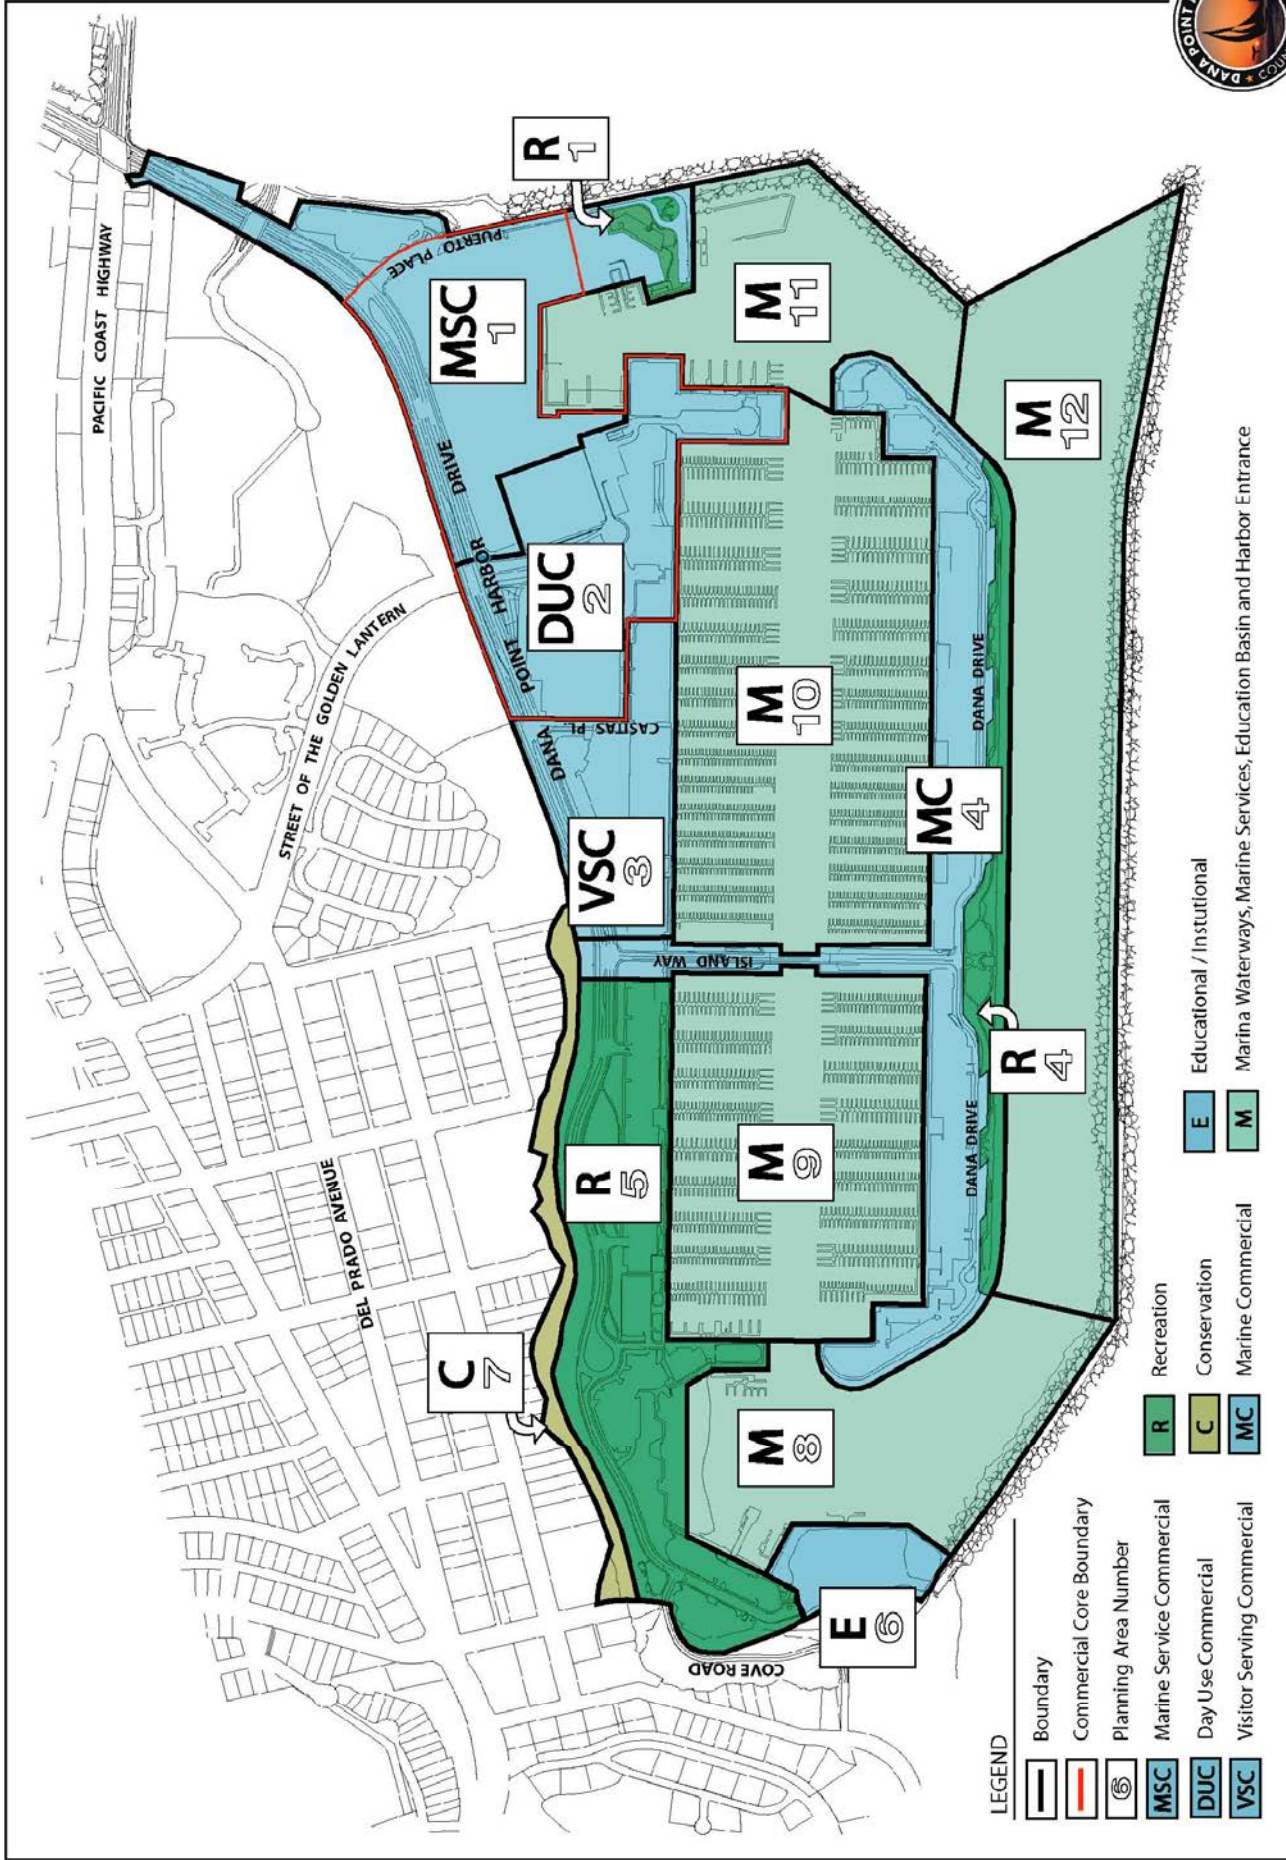 PACIFIC COAST HIGHWAY
STREET OF THE GOLDEN LANTERN
DEL PRADO AVENUE
COVE ROAD
DANA POINT HARBOR DRIVE
PUERTO PLACE
CASITAS PL.
ISLAND WAY
DANA DRIVE
DANA DRIVE
C
7
R
5
VSC
3
DUC
2
MSC
1
R
1
E
6
M
8
M
9
M
10
M
11
M
12
MC
4
R
4
LEGEND
Boundary
Commercial Core Boundary
6 Planning Area Number
MSC Marine Service Commercial
DUC Day Use Commercial
VSC Visitor Serving Commercial
R Recreation
C Conservation
MC Marine Commercial
E Educational / Instutional
M Marina Waterways, Marine Services, Education Basin and Harbor Entrance
DANA POINT